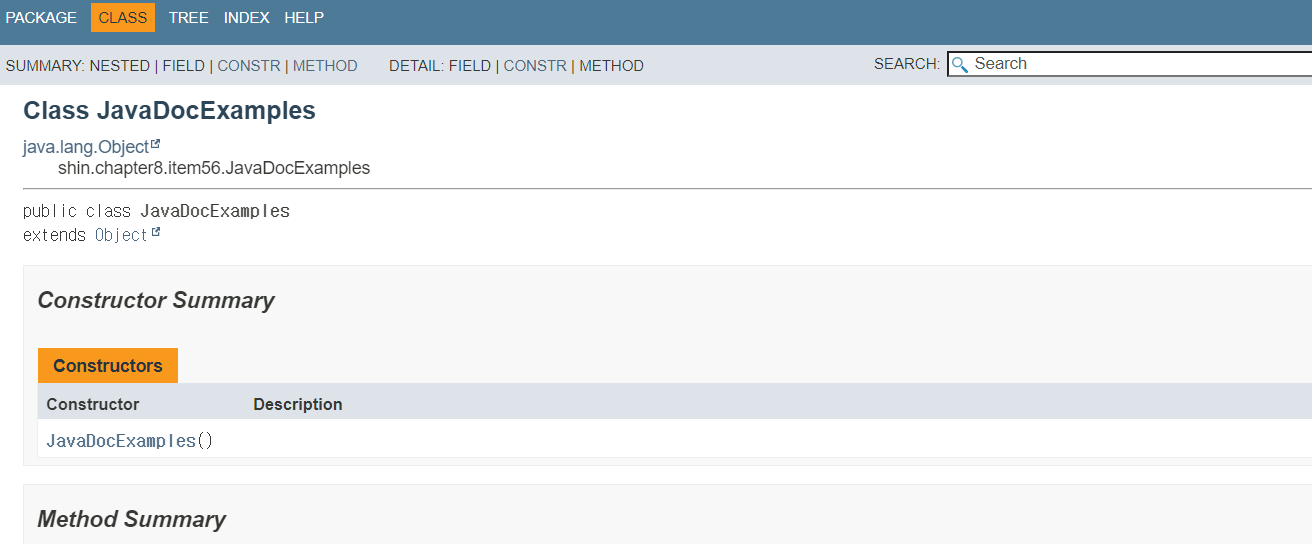 PACKAGE CLASS TREE INDEX HELP
SUMMARY: NESTED | FIELD | CONSTR | METHOD DETAIL: FIELD | CONSTR | METHOD SEARCH: Search
Class JavaDocExamples
java.lang.Object
shin.chapter8.item56.JavaDocExamples
public class JavaDocExamples
extends Object
Constructor Summary
Constructors
Constructor Description
JavaDocExamples()
Method Summary